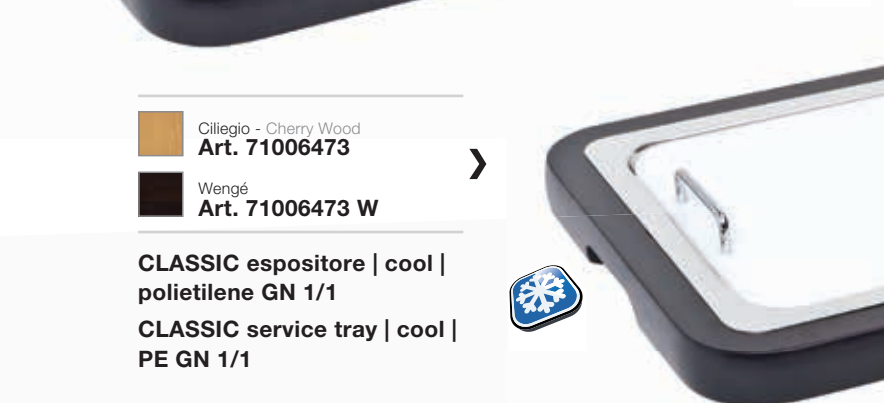 Ciliegio - Cherry Wood
Art. 71006473
Wengé
Art. 71006473 W
CLASSIC espositore | cool |
polietilene GN 1/1
CLASSIC service tray | cool |
PE GN 1/1